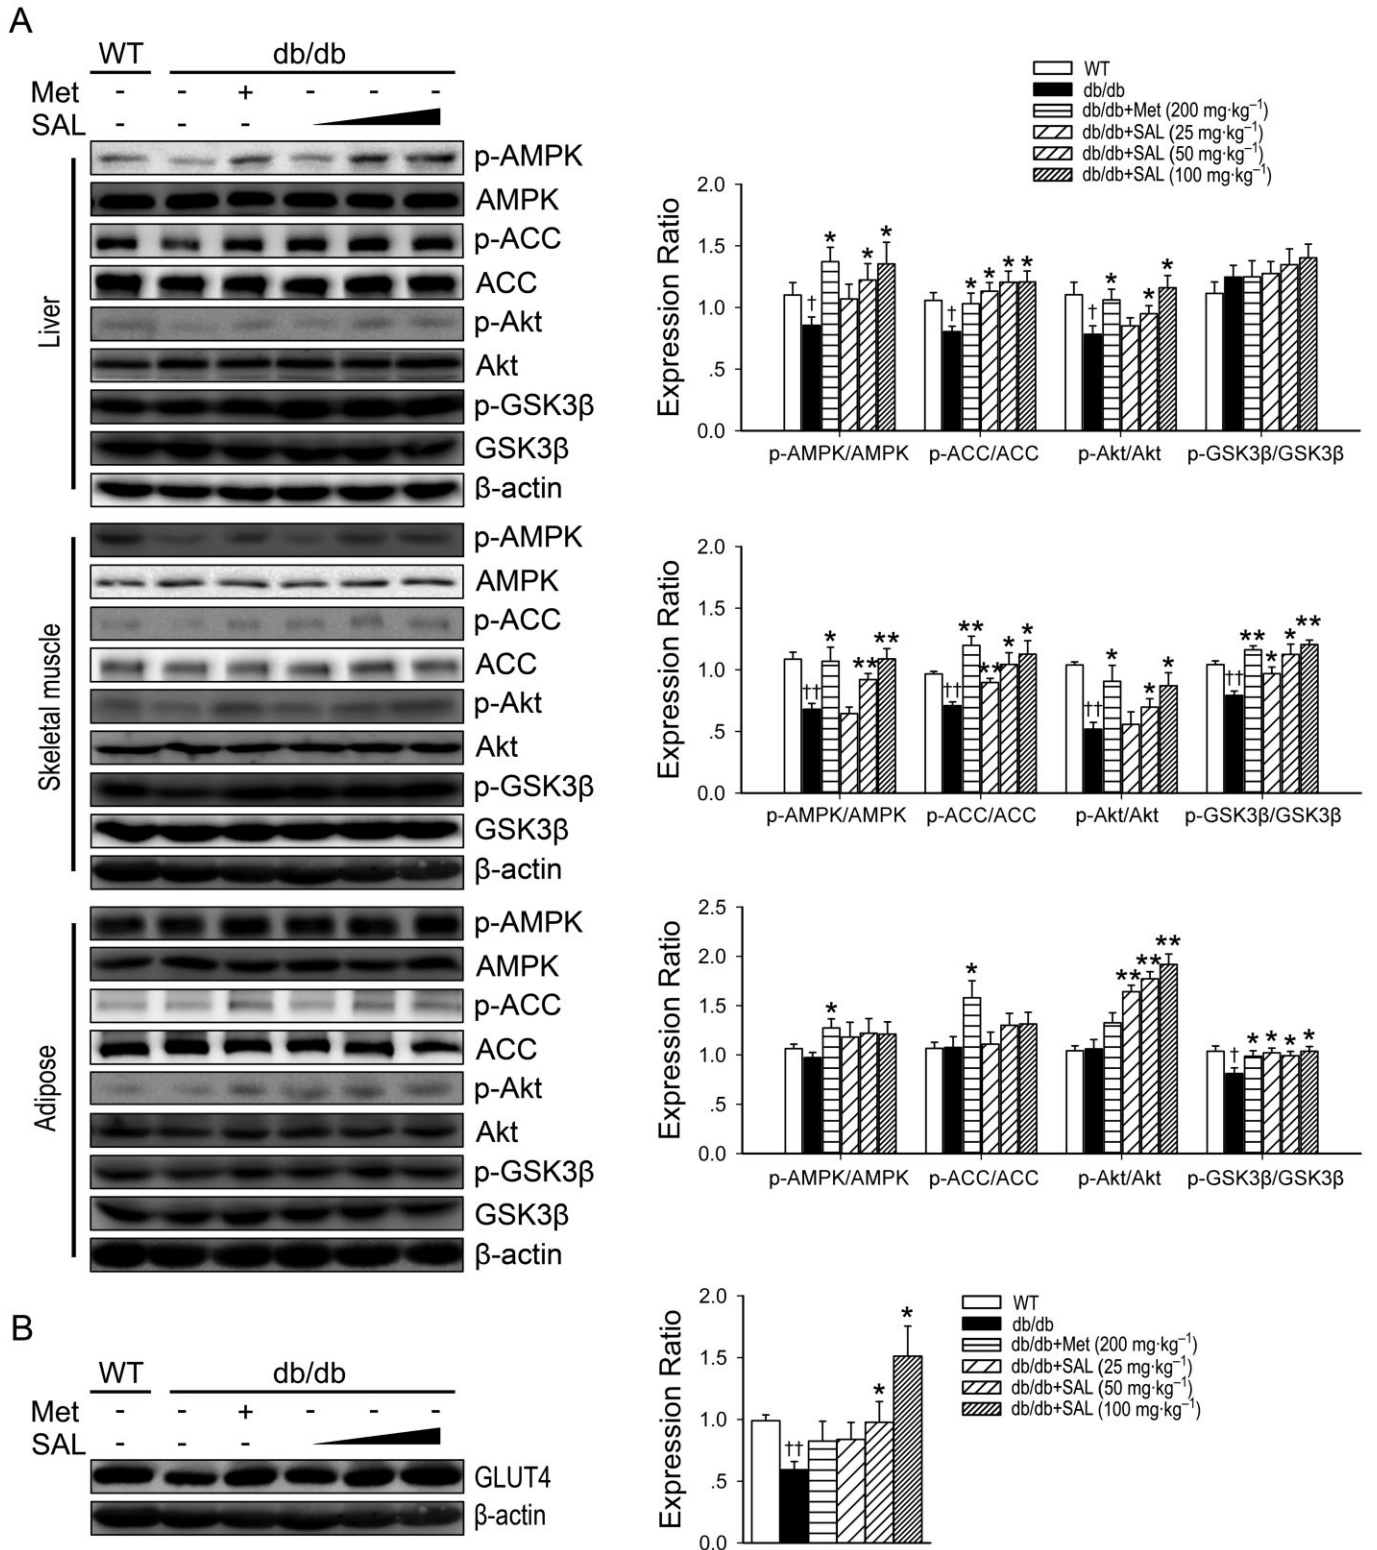 A
WT db/db
Met - - + - - -
SAL - - -
Liver
p-AMPK
AMPK
p-ACC
ACC
p-Akt
Akt
p-GSK3β
GSK3β
β-actin
Skeletal muscle
p-AMPK
AMPK
p-ACC
ACC
p-Akt
Akt
p-GSK3β
GSK3β
β-actin
Adipose
p-AMPK
AMPK
p-ACC
ACC
p-Akt
Akt
p-GSK3β
GSK3β
β-actin
WT
db/db
db/db+Met (200 mg·kg⁻¹)
db/db+SAL (25 mg·kg⁻¹)
db/db+SAL (50 mg·kg⁻¹)
db/db+SAL (100 mg·kg⁻¹)
Expression Ratio
2.0
1.5
1.0
.5
0.0
† * * *
† * * * *
† * * *
p-AMPK/AMPK p-ACC/ACC p-Akt/Akt p-GSK3β/GSK3β
Expression Ratio
2.0
1.5
1.0
.5
0.0
†† * ** **
†† ** ** * *
†† * * *
†† ** * * **
p-AMPK/AMPK p-ACC/ACC p-Akt/Akt p-GSK3β/GSK3β
Expression Ratio
2.5
2.0
1.5
1.0
.5
0.0
*
*
** ** **
† * * * *
p-AMPK/AMPK p-ACC/ACC p-Akt/Akt p-GSK3β/GSK3β
B
WT db/db
Met - - + - - -
SAL - - -
GLUT4
β-actin
Expression Ratio
2.0
1.5
1.0
.5
0.0
†† * *
WT
db/db
db/db+Met (200 mg·kg⁻¹)
db/db+SAL (25 mg·kg⁻¹)
db/db+SAL (50 mg·kg⁻¹)
db/db+SAL (100 mg·kg⁻¹)